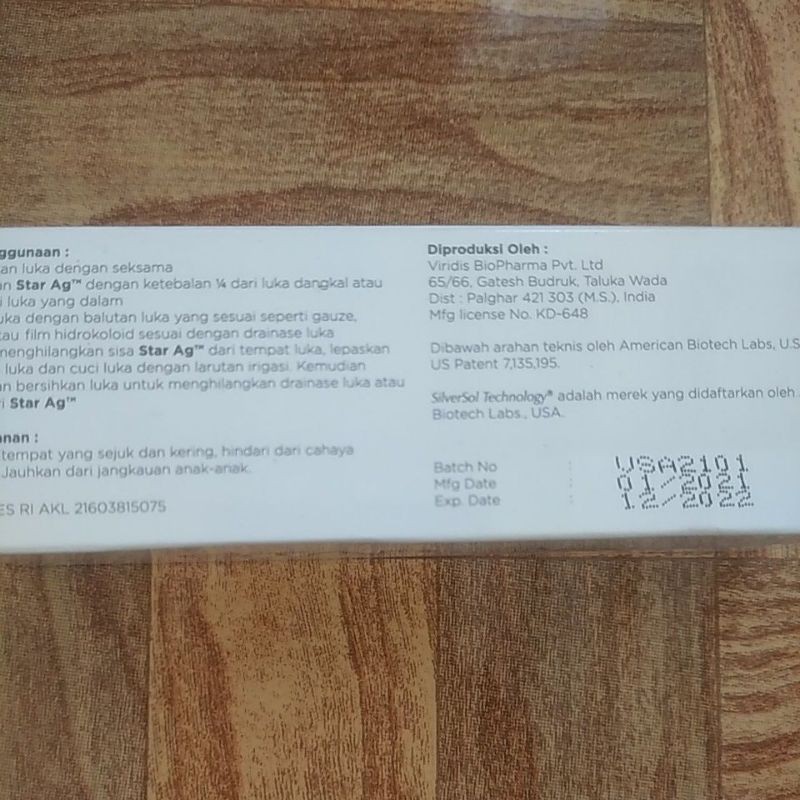 ggunaan :
an luka dengan seksama
n Star Ag™ dengan ketebalan ¼ dari luka dangkal atau
i luka yang dalam
uka dengan balutan luka yang sesuai seperti gauze,
tau film hidrokoloid sesuai dengan drainase luka
menghilangkan sisa Star Ag™ dari tempat luka, lepaskan
luka dan cuci luka dengan larutan irigasi. Kemudian
an bersihkan luka untuk menghilangkan drainase luka atau
ri Star Ag™
anan :
tempat yang sejuk dan kering, hindari dari cahaya
Jauhkan dari jangkauan anak-anak.
ES RI AKL 21603815075
Diproduksi Oleh :
Viridis BioPharma Pvt. Ltd
65/66, Gatesh Budruk, Taluka Wada
Dist : Palghar 421 303 (M.S.), India
Mfg license No. KD-648
Dibawah arahan teknis oleh American Biotech Labs, U.S
US Patent 7,135,195.
SilverSol Technology® adalah merek yang didaftarkan oleh
Biotech Labs., USA.
Batch No : USA2101
Mfg Date : 01/2021
Exp. Date : 12/2022